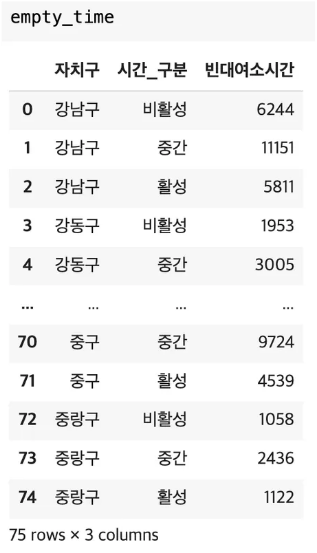 empty_time
자치구 시간_구분 빈대여소시간
0 강남구 비활성 6244
1 강남구 중간 11151
2 강남구 활성 5811
3 강동구 비활성 1953
4 강동구 중간 3005
... ... ... ...
70 중구 중간 9724
71 중구 활성 4539
72 중랑구 비활성 1058
73 중랑구 중간 2436
74 중랑구 활성 1122
75 rows × 3 columns